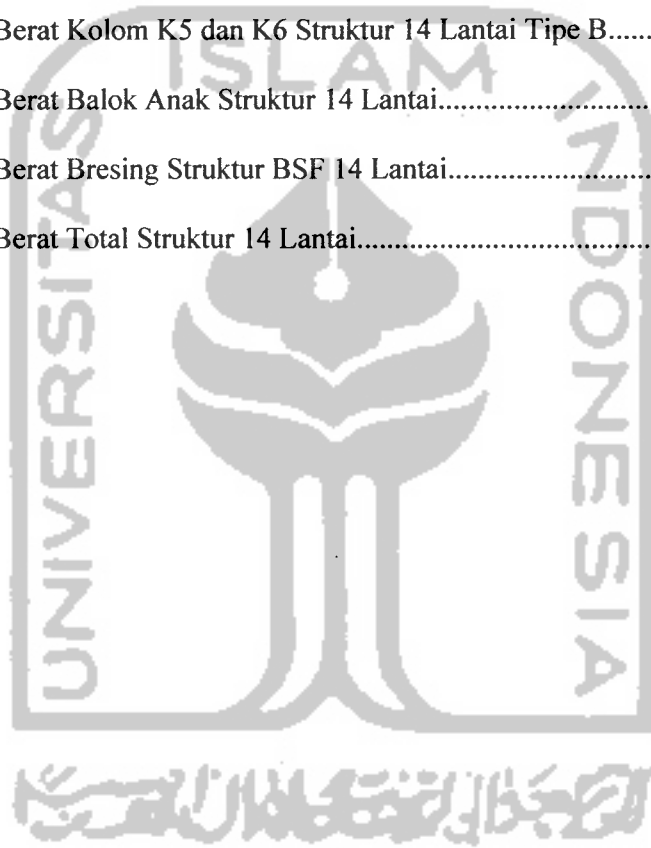 Berat Kolom K5 dan K6 Struktur 14 Lantai Tipe B.......
Berat Balok Anak Struktur 14 Lantai............................
Berat Bresing Struktur BSF 14 Lantai...........................
Berat Total Struktur 14 Lantai.......................................
UNIVERSITAS
ISLAM
INDONESIA